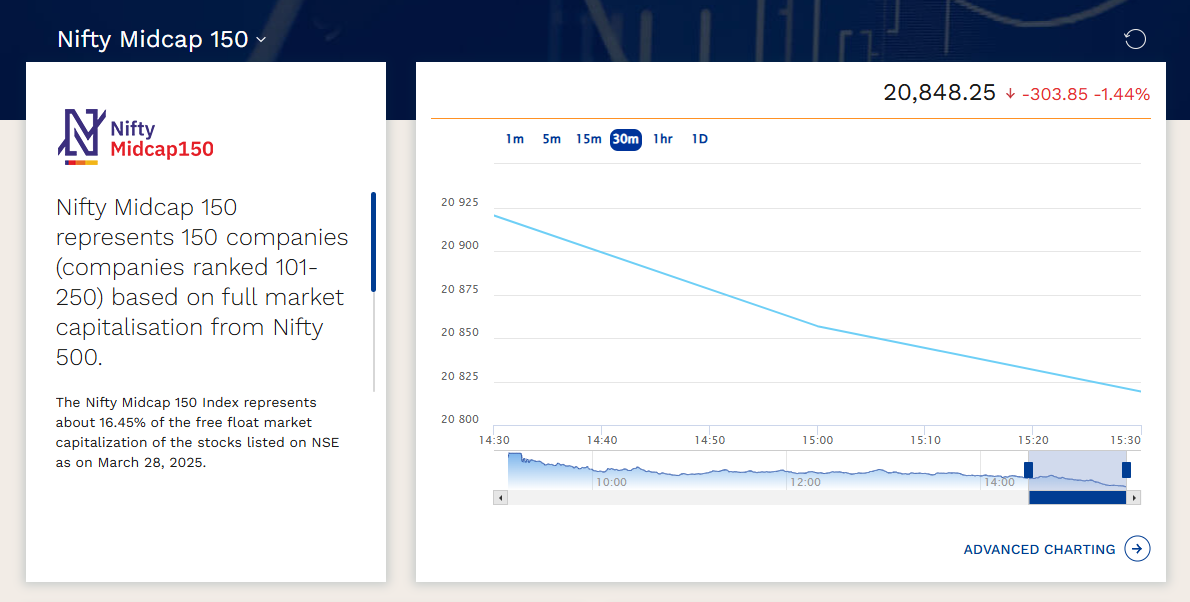 Nifty Midcap 150
Nifty
Midcap150
Nifty Midcap 150
represents 150 companies
(companies ranked 101-
250) based on full market
capitalisation from Nifty
500.
The Nifty Midcap 150 Index represents
about 16.45% of the free float market
capitalization of the stocks listed on NSE
as on March 28, 2025.
20,848.25 ↓ -303.85 -1.44%
1m 5m 15m 30m 1hr 1D
20 925
20 900
20 875
20 850
20 825
20 800
14:30 14:40 14:50 15:00 15:10 15:20 15:30
10:00 12:00 14:00
ADVANCED CHARTING